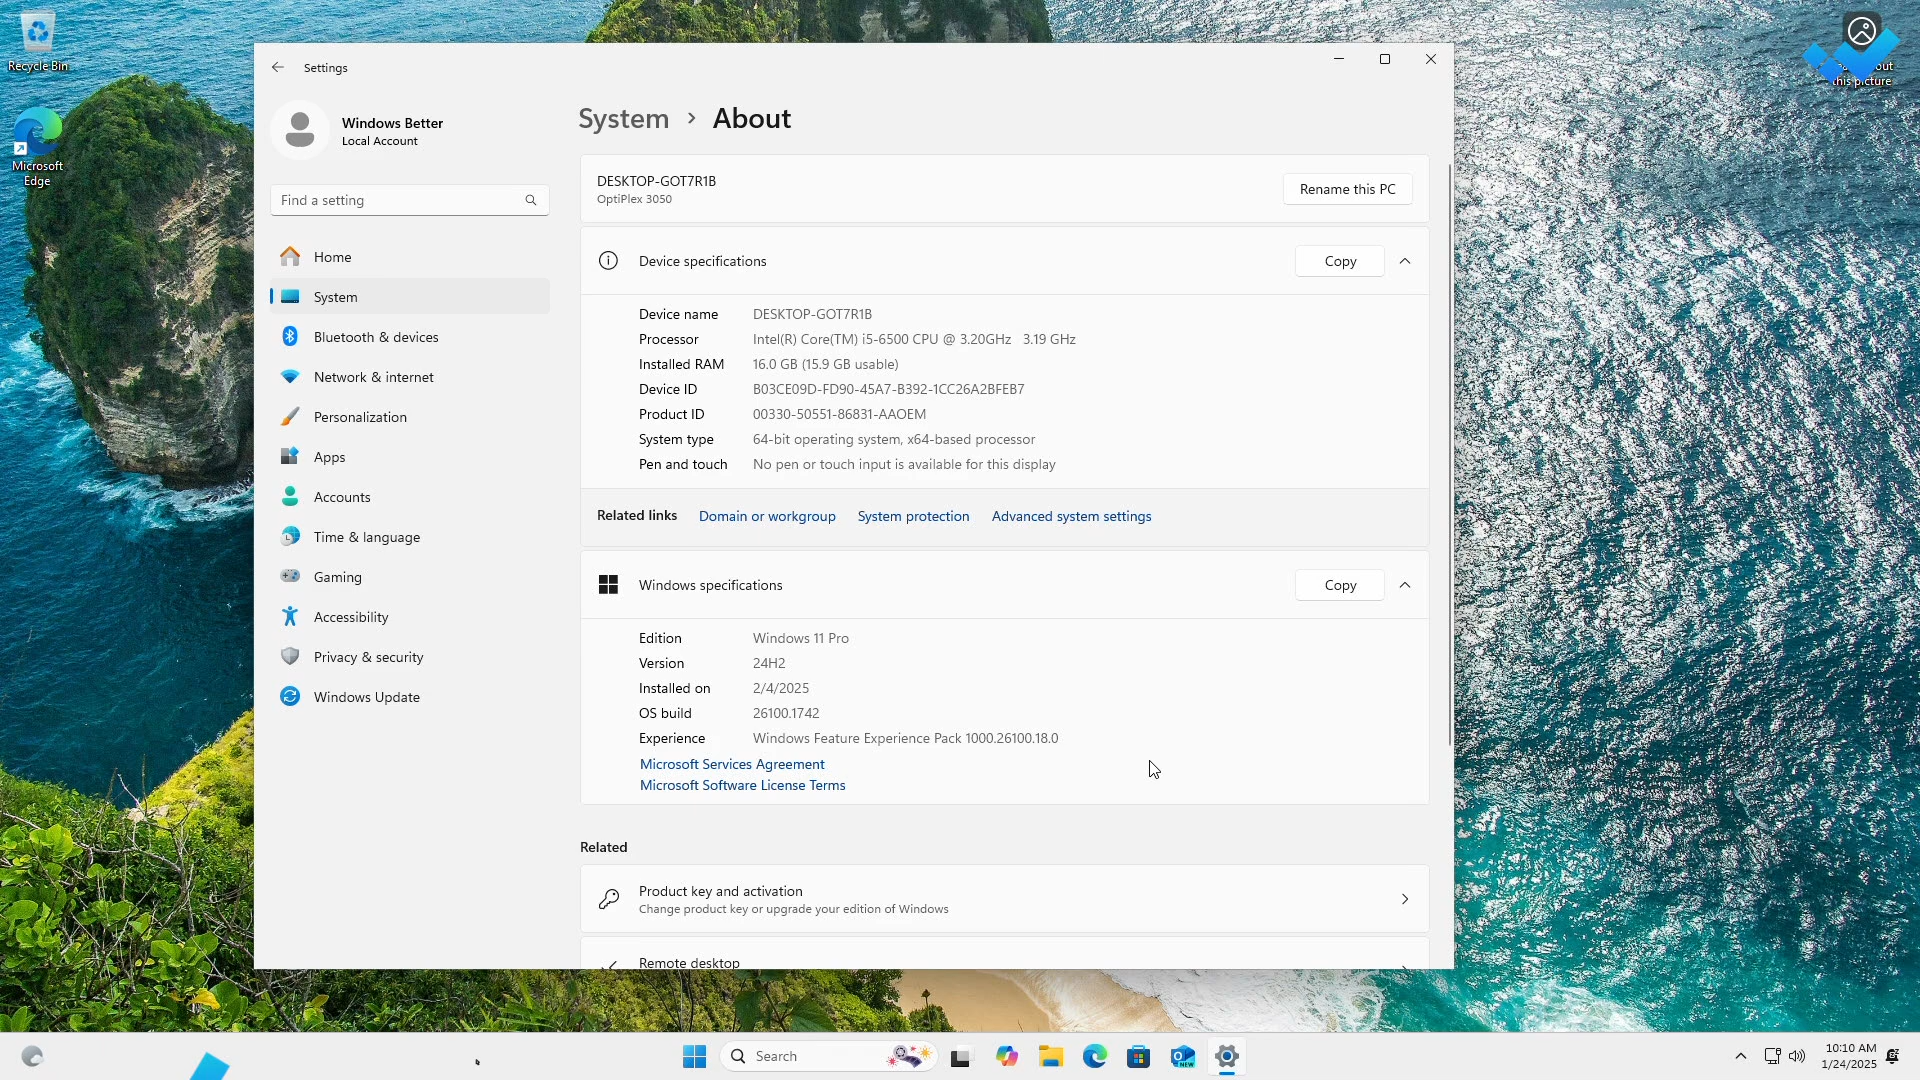 Recycle Bin
Microsoft
Edge
out
this picture
Settings
Windows Better
Local Account
Find a setting
Home
System
Bluetooth & devices
Network & internet
Personalization
Apps
Accounts
Time & language
Gaming
Accessibility
Privacy & security
Windows Update
System › About
DESKTOP-GOT7R1B
OptiPlex 3050
Rename this PC
Device specifications
Copy
Device name DESKTOP-GOT7R1B
Processor Intel(R) Core(TM) i5-6500 CPU @ 3.20GHz 3.19 GHz
Installed RAM 16.0 GB (15.9 GB usable)
Device ID B03CE09D-FD90-45A7-B392-1CC26A2BFEB7
Product ID 00330-50551-86831-AAOEM
System type 64-bit operating system, x64-based processor
Pen and touch No pen or touch input is available for this display
Related links Domain or workgroup System protection Advanced system settings
Windows specifications
Copy
Edition Windows 11 Pro
Version 24H2
Installed on 2/4/2025
OS build 26100.1742
Experience Windows Feature Experience Pack 1000.26100.18.0
Microsoft Services Agreement
Microsoft Software License Terms
Related
Product key and activation
Change product key or upgrade your edition of Windows
Remote desktop
Search
NEW
10:10 AM
1/24/2025